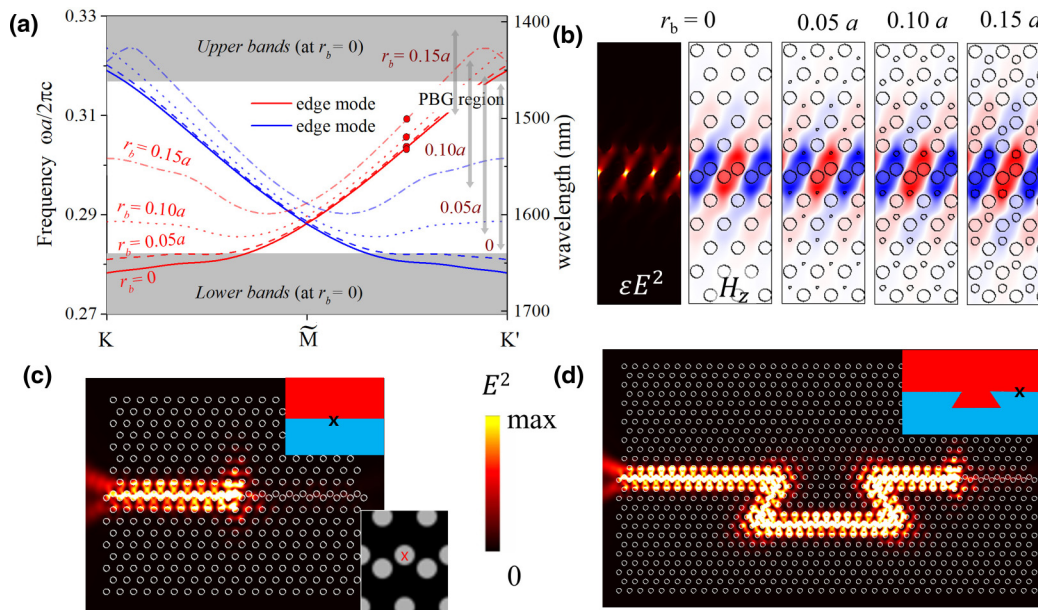 (a)
0.33
0.31
0.29
0.27
Frequency ωa/2πc
Upper bands (at r_b = 0)
r_b = 0.15a
PBG region
edge mode
edge mode
r_b = 0.15a
r_b = 0.10a
r_b = 0.05a
r_b = 0
0.10a
0.05a
0
Lower bands (at r_b = 0)
K
M̃
K'
1400
1500
1600
1700
wavelength (nm)
(b)
r_b = 0
0.05 a
0.10 a
0.15 a
εE²
H_z
(c)
x
x
E²
max
0
(d)
x